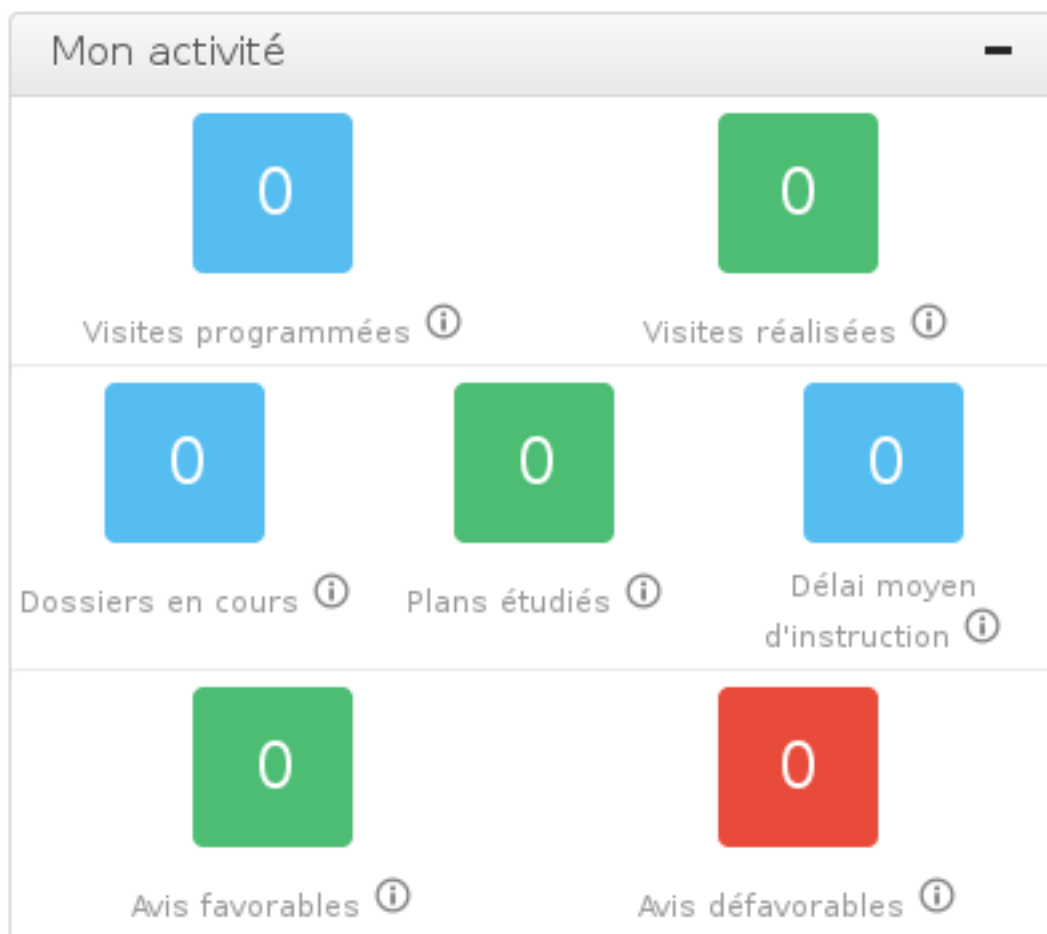 Mon activité
0
0
Visites programmées
Visites réalisées
0
0
0
Dossiers en cours
Plans étudiés
Délai moyen
d'instruction
0
0
Avis favorables
Avis défavorables